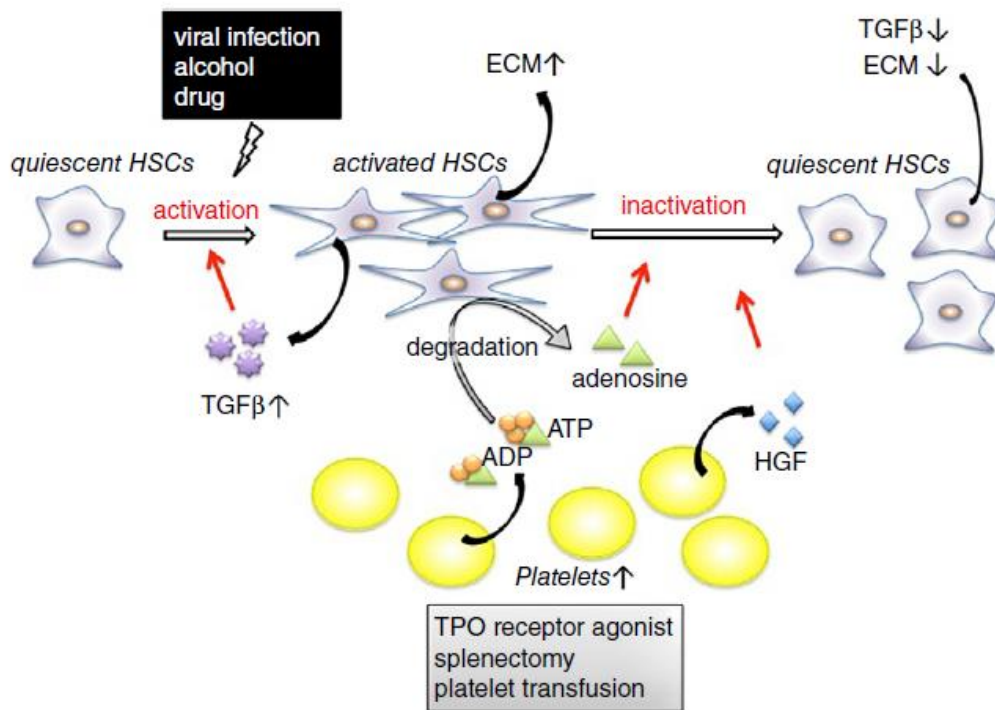 viral infection
alcohol
drug
ECM↑
TGFβ↓
ECM ↓
quiescent HSCs
activated HSCs
quiescent HSCs
activation
inactivation
degradation
adenosine
TGFβ↑
ATP
ADP
HGF
Platelets↑
TPO receptor agonist
splenectomy
platelet transfusion